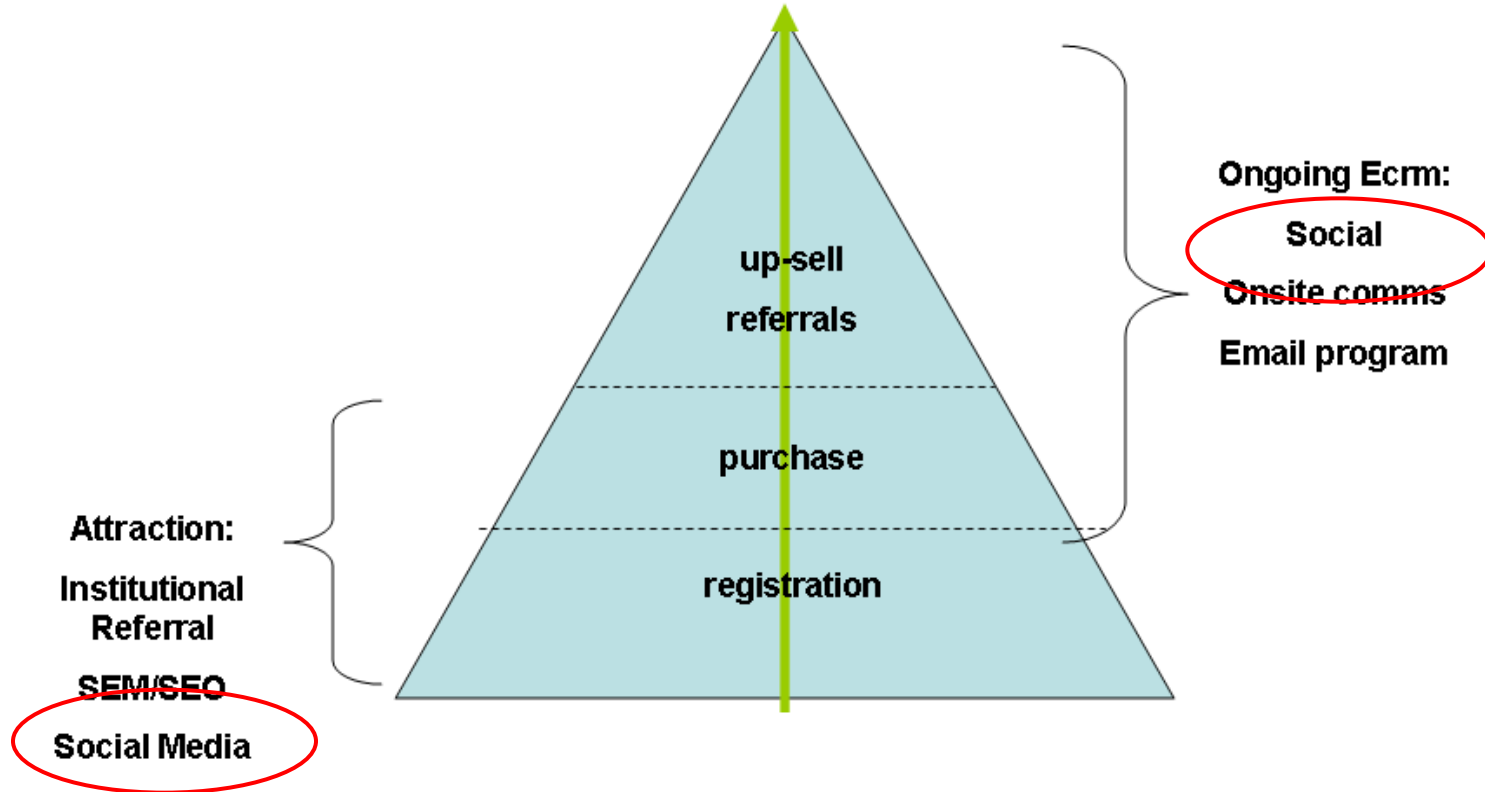 Ongoing Ecrm:
Social
Onsite comms
Email program
up-sell
referrals
purchase
registration
Attraction:
Institutional
Referral
SEM/SEO
Social Media